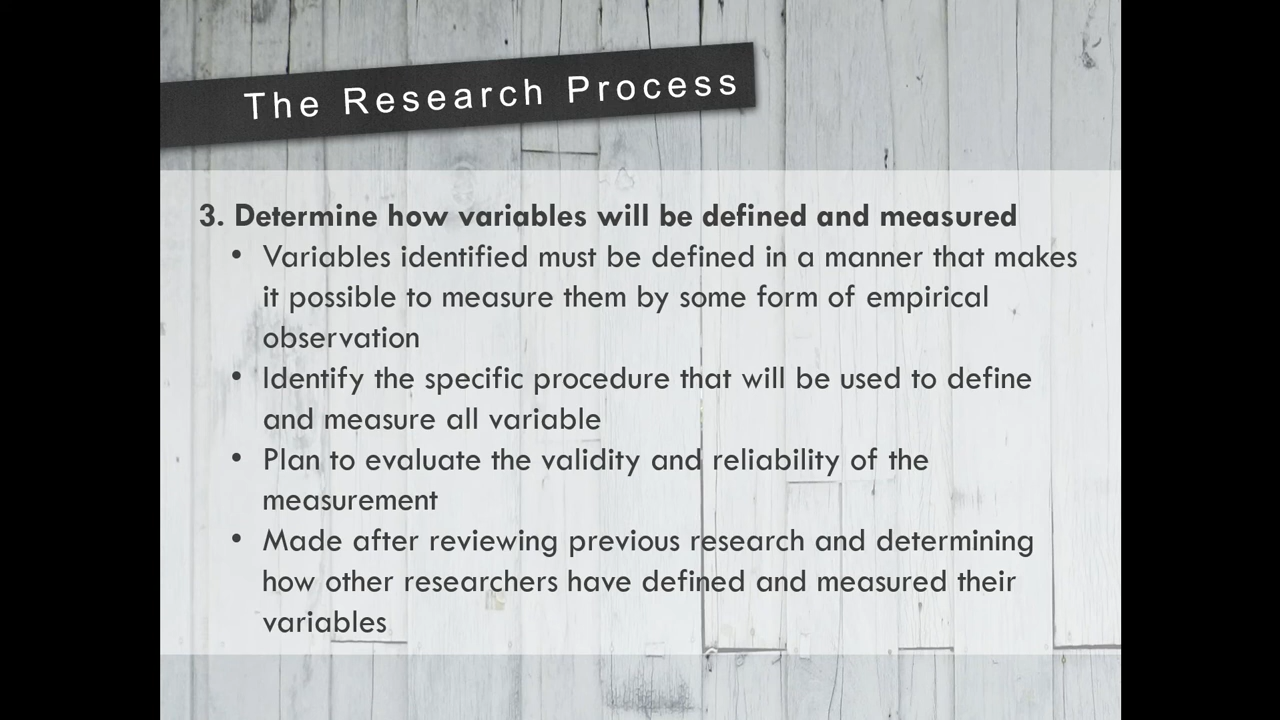 The Research Process
3. Determine how variables will be defined and measured
• Variables identified must be defined in a manner that makes
it possible to measure them by some form of empirical
observation
• Identify the specific procedure that will be used to define
and measure all variable
• Plan to evaluate the validity and reliability of the
measurement
• Made after reviewing previous research and determining
how other researchers have defined and measured their
variables